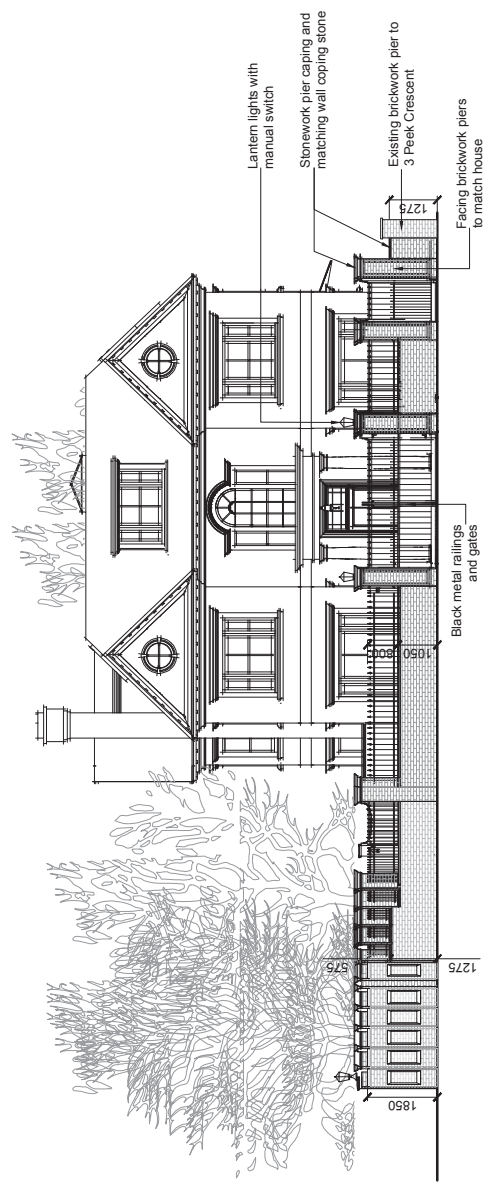 Lantern lights with
manual switch
Stonework pier caping and
matching wall coping stone
Existing brickwork pier to
3 Peek Crescent
1275
Facing brickwork piers
to match house
Black metal railings
and gates
800
1050
575
1275
1850